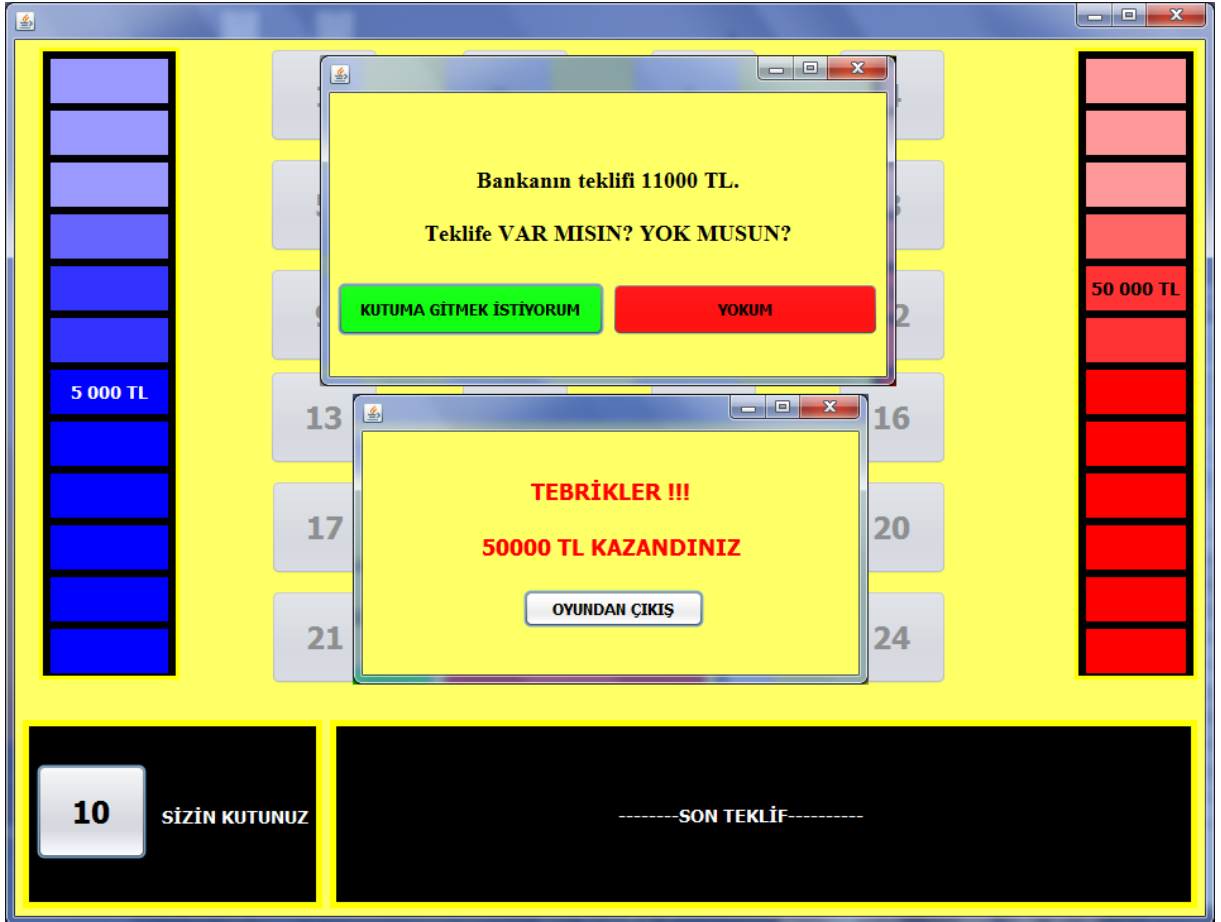 Bankanın teklifi 11000 TL.
Teklife VAR MISIN? YOK MUSUN?
KUTUMA GİTMEK İSTİYORUM
YOKUM
50 000 TL
5 000 TL
13
16
TEBRİKLER !!!
50000 TL KAZANDINIZ
OYUNDAN ÇIKIŞ
17
20
21
24
10
SİZİN KUTUNUZ
--------SON TEKLİF----------